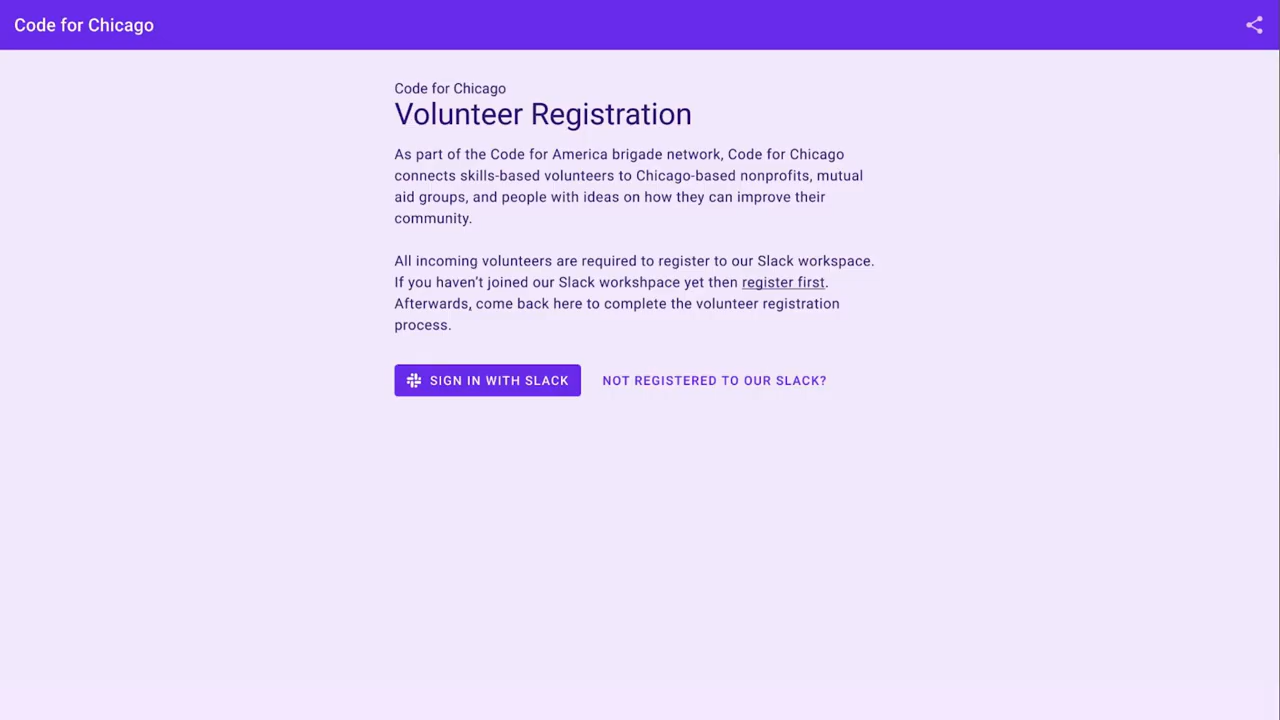 Code for Chicago
Code for Chicago
Volunteer Registration
As part of the Code for America brigade network, Code for Chicago
connects skills-based volunteers to Chicago-based nonprofits, mutual
aid groups, and people with ideas on how they can improve their
community.
All incoming volunteers are required to register to our Slack workspace.
If you haven't joined our Slack workshpace yet then register first.
Afterwards, come back here to complete the volunteer registration
process.
SIGN IN WITH SLACK
NOT REGISTERED TO OUR SLACK?